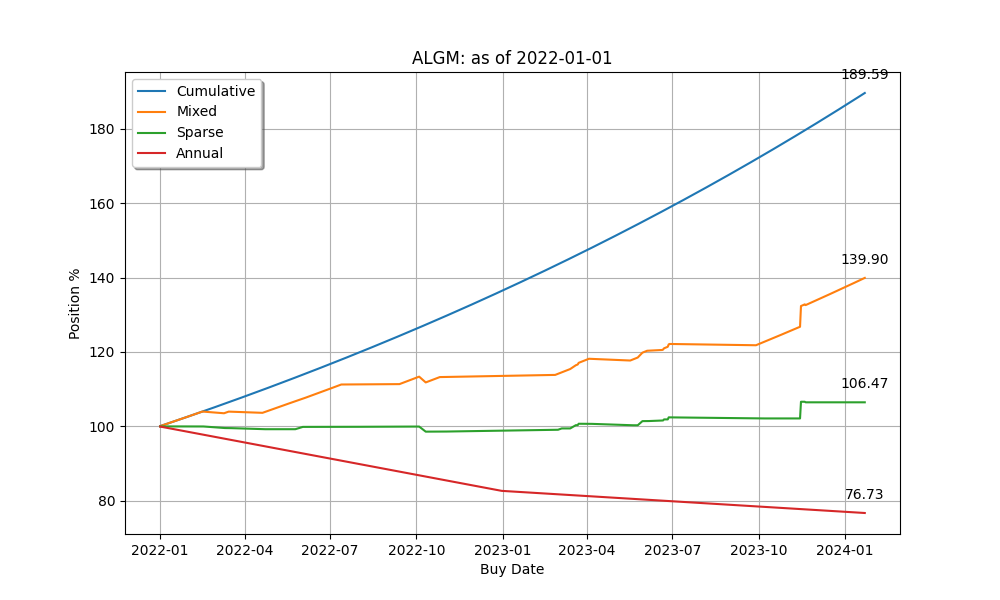 ALGM: as of 2022-01-01
Cumulative
Mixed
Sparse
Annual
189.59
139.90
106.47
76.73
Position %
180
160
140
120
100
80
2022-01 2022-04 2022-07 2022-10 2023-01 2023-04 2023-07 2023-10 2024-01
Buy Date